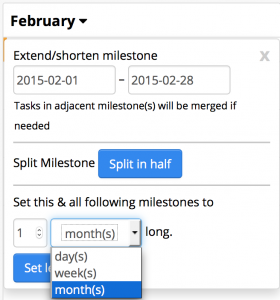 February
Extend/shorten milestone x
2015-02-01 – 2015-02-28
Tasks in adjacent milestone(s) will be merged if
needed
Split Milestone Split in half
Set this & all following milestones to
1 month(s) long.
day(s)
Set
week(s)
month(s)